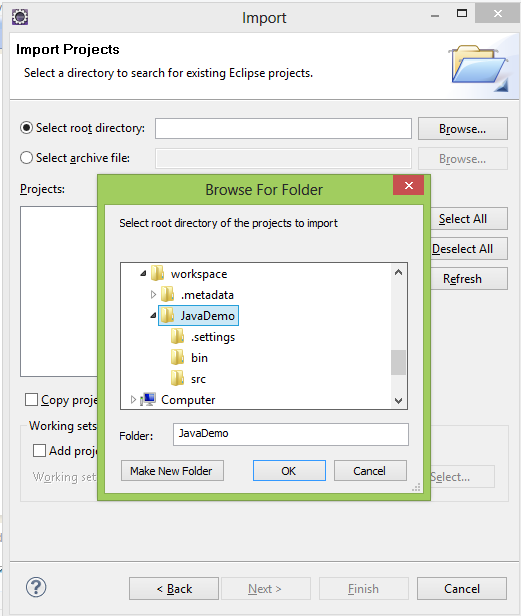 Import
Import Projects
Select a directory to search for existing Eclipse projects.
Select root directory:
Browse...
Select archive file:
Browse...
Projects:
Select All
Deselect All
Refresh
Browse For Folder
Select root directory of the projects to import
workspace
.metadata
JavaDemo
.settings
bin
src
Computer
Folder: JavaDemo
Make New Folder OK Cancel
Copy proje
Working sets
Add proje
Working set
lect...
? < Back Next > Finish Cancel